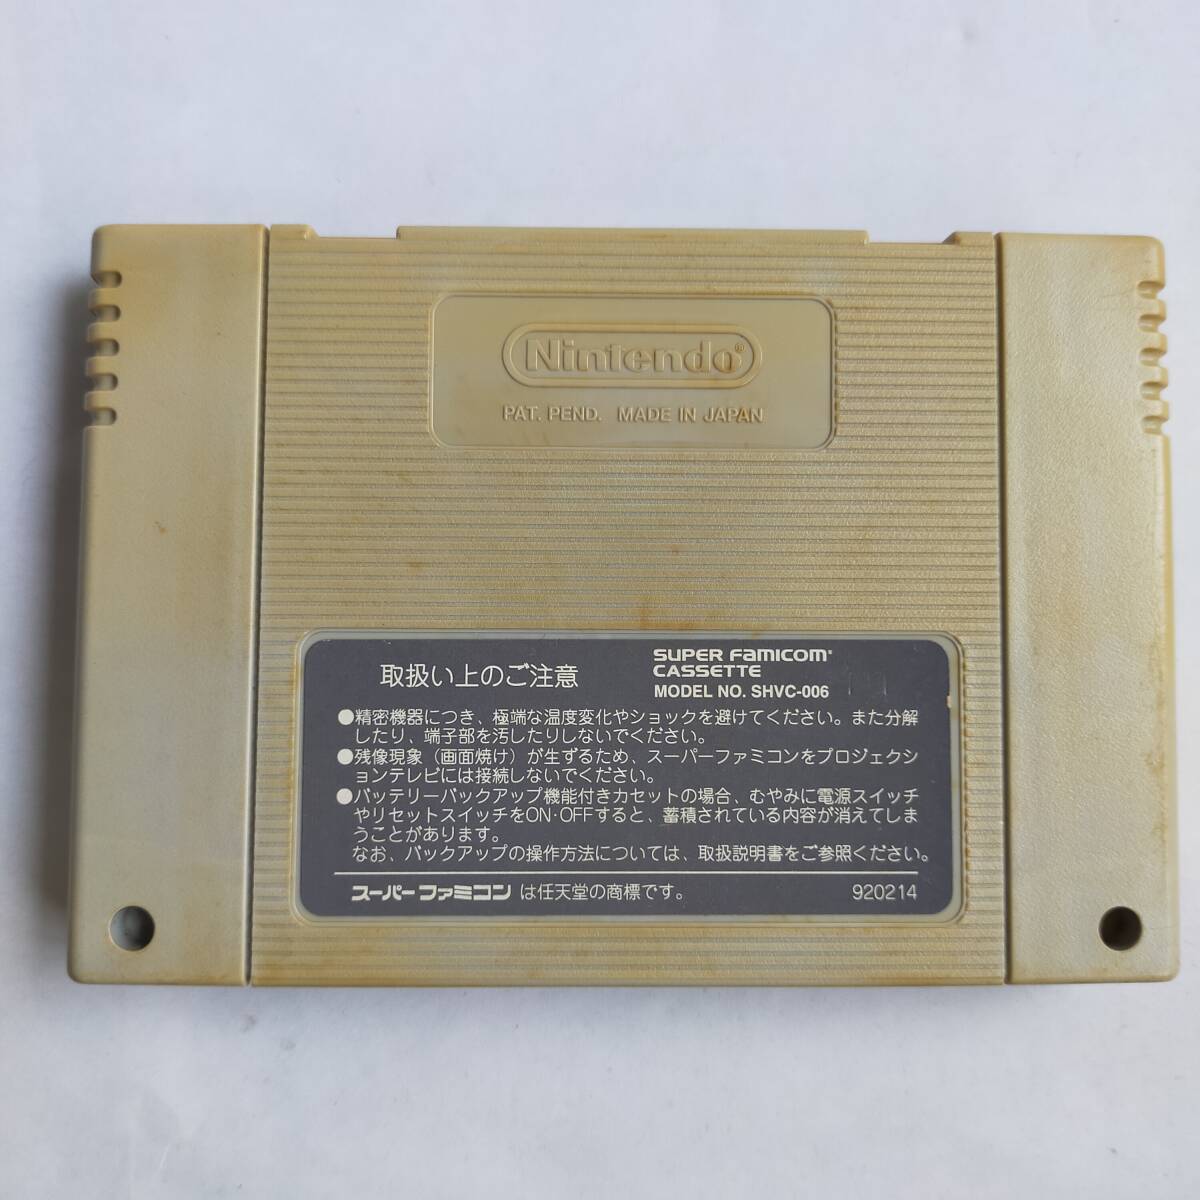 Nintendo®
PAT. PEND. MADE IN JAPAN
取扱い上のご注意
SUPER FAMICOM®
CASSETTE
MODEL NO. SHVC-006
●精密機器につき、極端な温度変化やショックを避けてください。また分解
したり、端子部を汚したりしないでください。
●残像現象（画面焼け）が生ずるため、スーパーファミコンをプロジェクシ
ョンテレビには接続しないでください。
●バッテリーバックアップ機能付きカセットの場合、むやみに電源スイッチ
やリセットスイッチをON·OFFすると、蓄積されている内容が消えてしま
うことがあります。
なお、バックアップの操作方法については、取扱説明書をご参照ください。
スーパーファミコン は任天堂の商標です。
920214